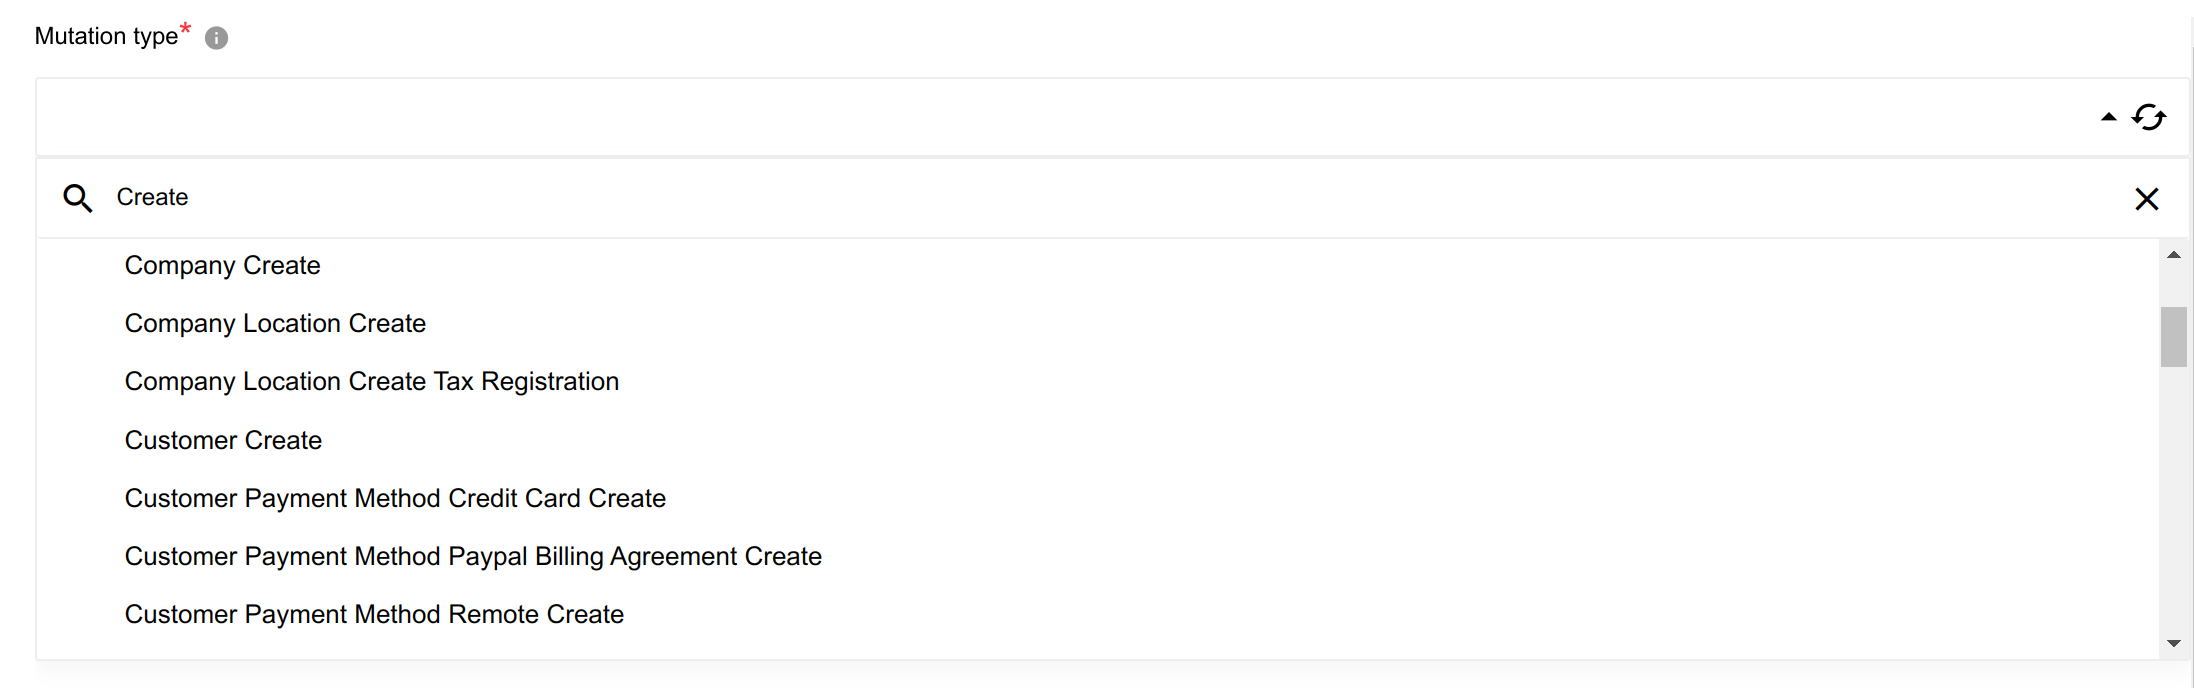 Mutation type*
Create
Company Create
Company Location Create
Company Location Create Tax Registration
Customer Create
Customer Payment Method Credit Card Create
Customer Payment Method Paypal Billing Agreement Create
Customer Payment Method Remote Create